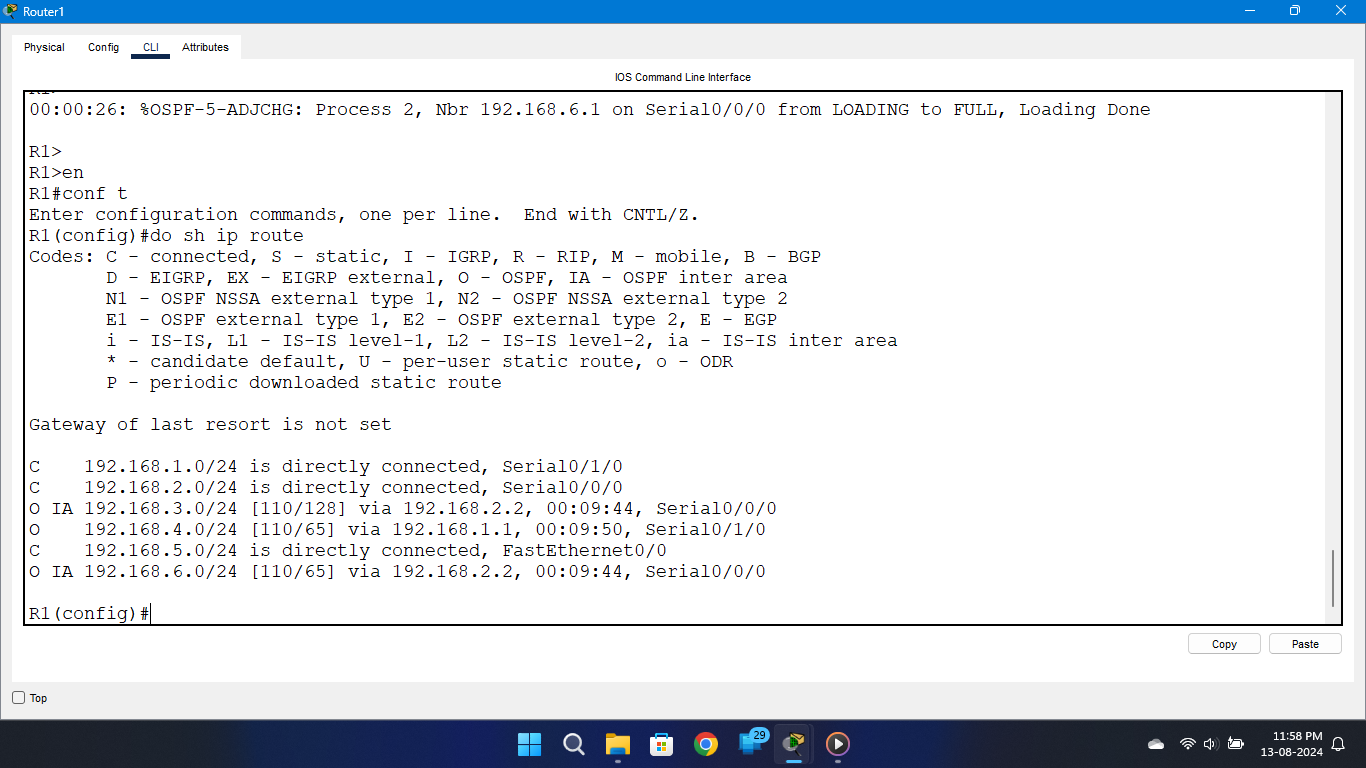 Router1
Physical Config CLI Attributes
IOS Command Line Interface
00:00:26: %OSPF-5-ADJCHG: Process 2, Nbr 192.168.6.1 on Serial0/0/0 from LOADING to FULL, Loading Done
R1>
R1>en
R1#conf t
Enter configuration commands, one per line.  End with CNTL/Z.
R1(config)#do sh ip route
Codes: C - connected, S - static, I - IGRP, R - RIP, M - mobile, B - BGP
       D - EIGRP, EX - EIGRP external, O - OSPF, IA - OSPF inter area
       N1 - OSPF NSSA external type 1, N2 - OSPF NSSA external type 2
       E1 - OSPF external type 1, E2 - OSPF external type 2, E - EGP
       i - IS-IS, L1 - IS-IS level-1, L2 - IS-IS level-2, ia - IS-IS inter area
       * - candidate default, U - per-user static route, o - ODR
       P - periodic downloaded static route
Gateway of last resort is not set
C    192.168.1.0/24 is directly connected, Serial0/1/0
C    192.168.2.0/24 is directly connected, Serial0/0/0
O IA 192.168.3.0/24 [110/128] via 192.168.2.2, 00:09:44, Serial0/0/0
O    192.168.4.0/24 [110/65] via 192.168.1.1, 00:09:50, Serial0/1/0
C    192.168.5.0/24 is directly connected, FastEthernet0/0
O IA 192.168.6.0/24 [110/65] via 192.168.2.2, 00:09:44, Serial0/0/0
R1(config)#
Copy Paste
Top
29
11:58 PM
13-08-2024